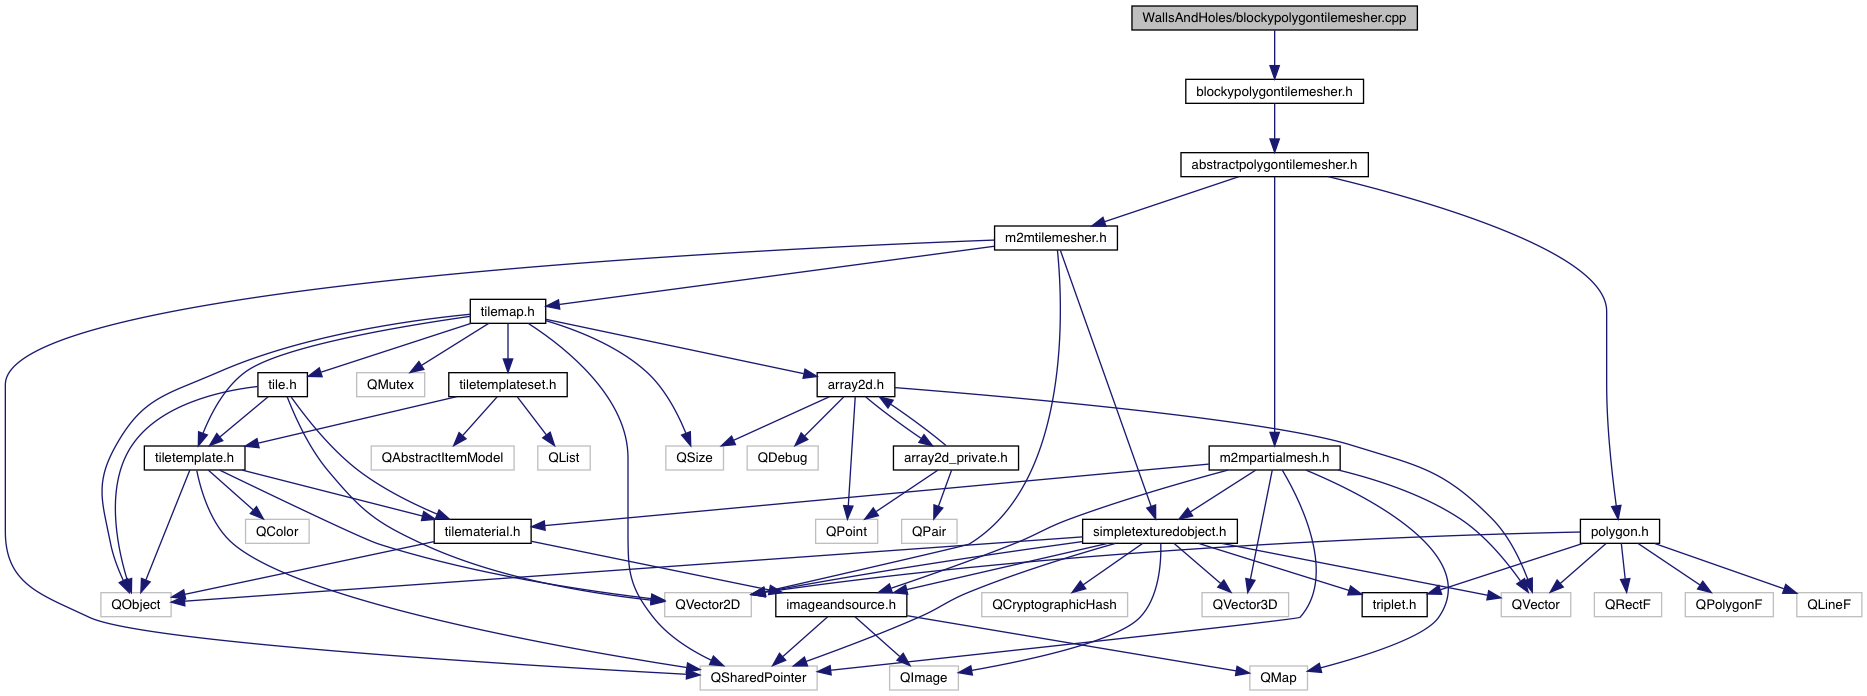 WallsAndHoles/blockypolygontilemesher.cpp
blockypolygontilemesher.h
abstractpolygontilemesher.h
m2mtilemesher.h
tilemap.h
tile.h
QMutex
tiletemplateset.h
array2d.h
tiletemplate.h
QAbstractItemModel
QList
QSize
QDebug
array2d_private.h
m2mpartialmesh.h
QColor
tilematerial.h
QPoint
QPair
simpletexturedobject.h
polygon.h
QObject
QVector2D
imageandsource.h
QCryptographicHash
QVector3D
triplet.h
QVector
QRectF
QPolygonF
QLineF
QSharedPointer
QImage
QMap